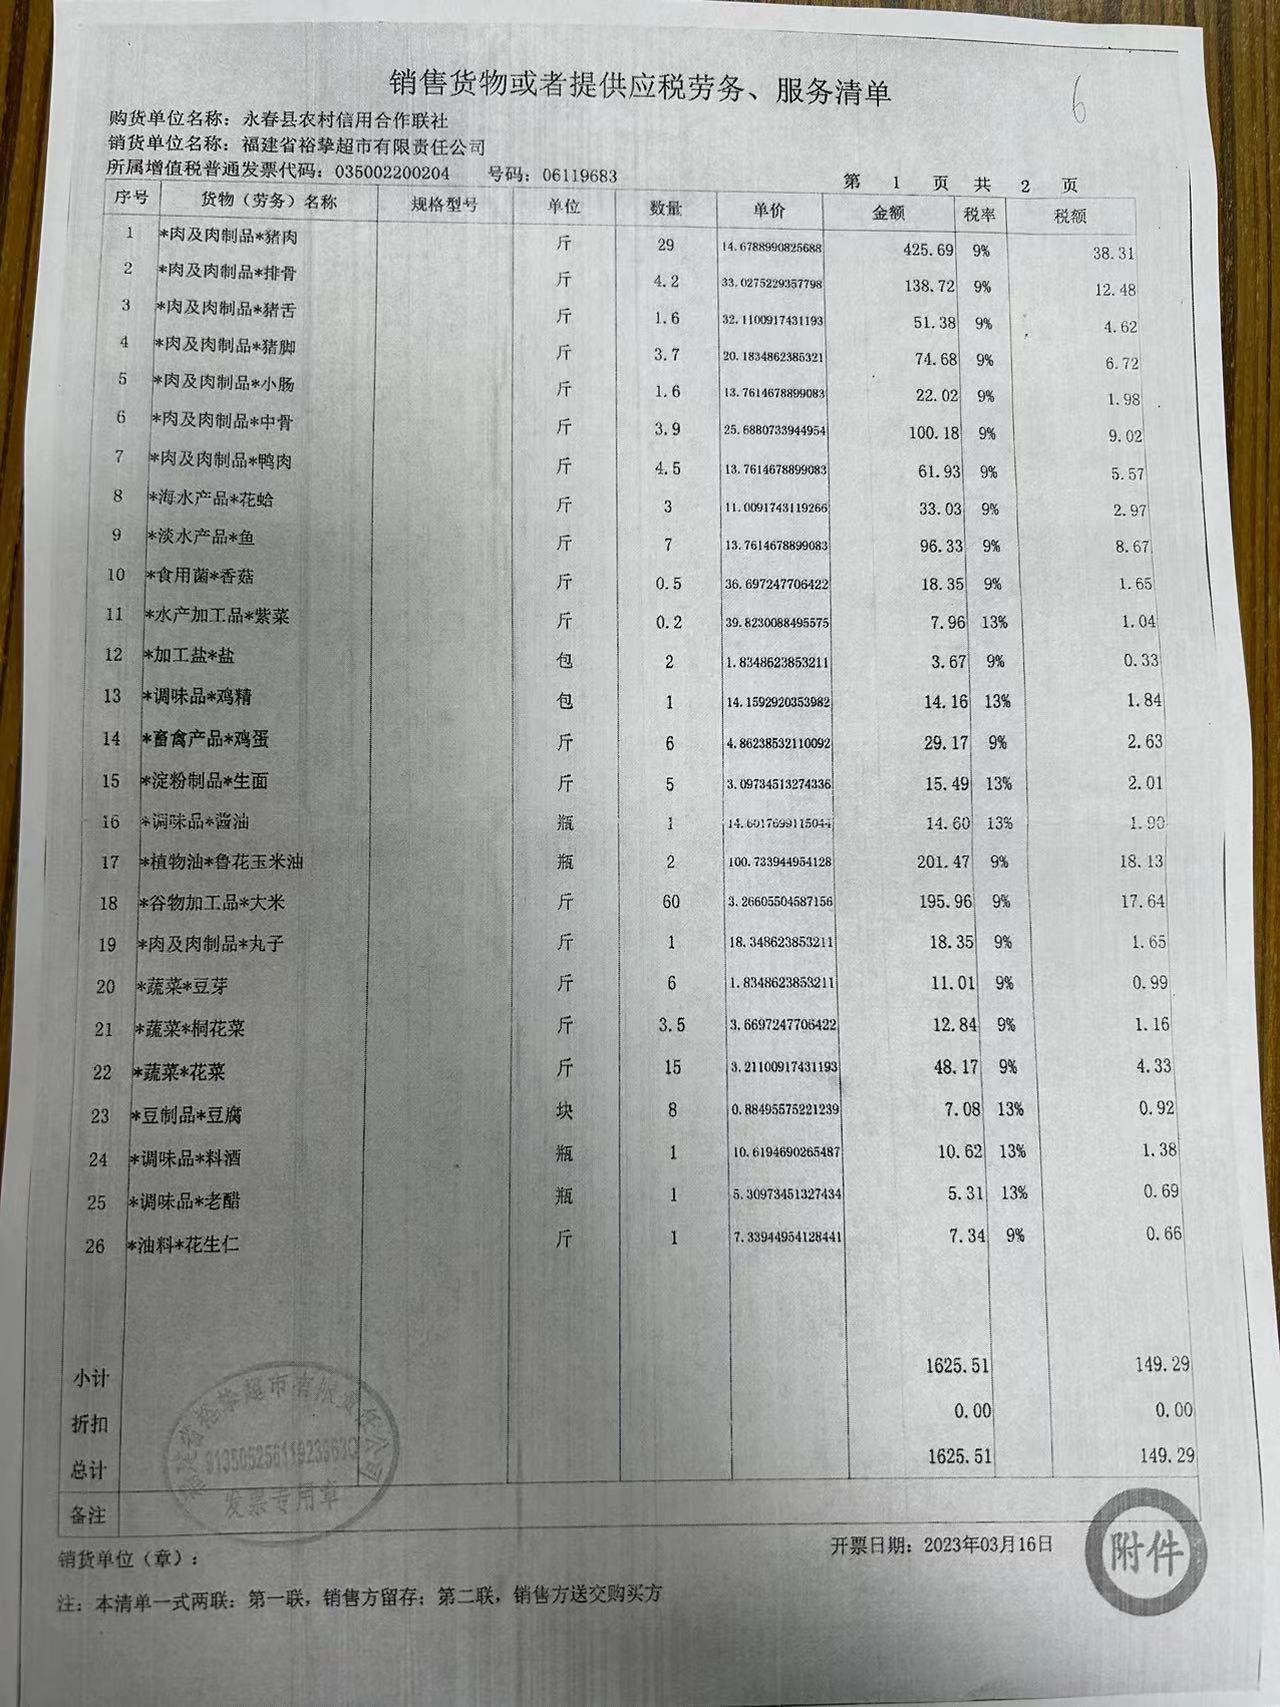 6
销售货物或者提供应税劳务、服务清单
购货单位名称：永春县农村信用合作联社
销货单位名称：福建省裕挚超市有限责任公司
所属增值税普通发票代码：035002200204 号码：06119683 第 1 页 共 2 页
序号 货物（劳务）名称 规格型号 单位 数量 单价 金额 税率 税额
1 *肉及肉制品*猪肉 斤 29 14.6788990825688 425.69 9% 38.31
2 *肉及肉制品*排骨 斤 4.2 33.0275229357798 138.72 9% 12.48
3 *肉及肉制品*猪舌 斤 1.6 32.1100917431193 51.38 9% 4.62
4 *肉及肉制品*猪脚 斤 3.7 20.1834862385321 74.68 9% 6.72
5 *肉及肉制品*小肠 斤 1.6 13.7614678899083 22.02 9% 1.98
6 *肉及肉制品*中骨 斤 3.9 25.6880733944954 100.18 9% 9.02
7 *肉及肉制品*鸭肉 斤 4.5 13.7614678899083 61.93 9% 5.57
8 *海水产品*花蛤 斤 3 11.0091743119266 33.03 9% 2.97
9 *淡水产品*鱼 斤 7 13.7614678899083 96.33 9% 8.67
10 *食用菌*香菇 斤 0.5 36.697247706422 18.35 9% 1.65
11 *水产加工品*紫菜 斤 0.2 39.8230088495575 7.96 13% 1.04
12 *加工盐*盐 包 2 1.8348623853211 3.67 9% 0.33
13 *调味品*鸡精 包 1 14.1592920353982 14.16 13% 1.84
14 *畜禽产品*鸡蛋 斤 6 4.86238532110092 29.17 9% 2.63
15 *淀粉制品*生面 斤 5 3.09734513274336 15.49 13% 2.01
16 *调味品*酱油 瓶 1 14.6017699115044 14.60 13% 1.90
17 *植物油*鲁花玉米油 瓶 2 100.733944954128 201.47 9% 18.13
18 *谷物加工品*大米 斤 60 3.26605504587156 195.96 9% 17.64
19 *肉及肉制品*丸子 斤 1 18.348623853211 18.35 9% 1.65
20 *蔬菜*豆芽 斤 6 1.8348623853211 11.01 9% 0.99
21 *蔬菜*桐花菜 斤 3.5 3.6697247706422 12.84 9% 1.16
22 *蔬菜*花菜 斤 15 3.21100917431193 48.17 9% 4.33
23 *豆制品*豆腐 块 8 0.88495575221239 7.08 13% 0.92
24 *调味品*料酒 瓶 1 10.6194690265487 10.62 13% 1.38
25 *调味品*老醋 瓶 1 5.30973451327434 5.31 13% 0.69
26 *油料*花生仁 斤 1 7.33944954128441 7.34 9% 0.66
小计 1625.51 149.29
折扣 0.00 0.00
总计 1625.51 149.29
省裕挚超市有限责任公司
发票专用章
备注
销货单位（章）： 开票日期：2023年03月16日
附件
注：本清单一式两联：第一联，销售方留存；第二联，销售方送交购买方